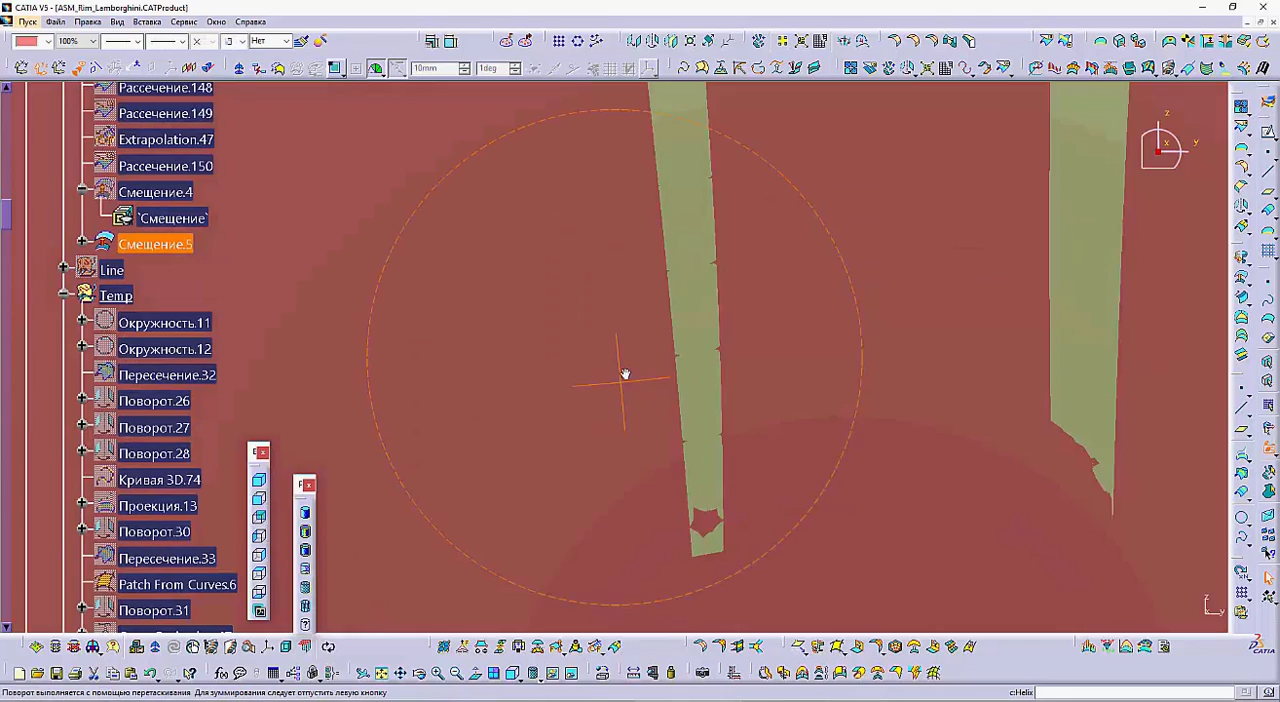 CATIA V5 - [ASM_Rim_Lamborghini.CATProduct]
Пуск Файл Правка Вид Вставка Сервис Окно Справка
100% Нет
10mm 1deg
Рассечение.148
Рассечение.149
Extrapolation.47
Рассечение.150
Смещение.4
`Смещение`
Смещение.5
Line
Temp
Окружность.11
Окружность.12
Пересечение.32
Поворот.26
Поворот.27
Поворот.28
Кривая 3D.74
Проекция.13
Поворот.30
Пересечение.33
Patch From Curves.6
Поворот.31
z
y
x
z
x y
CATIA
Поворот выполняется с помощью перетаскивания. Для суммирования следует отпустить левую кнопку
c:Helix